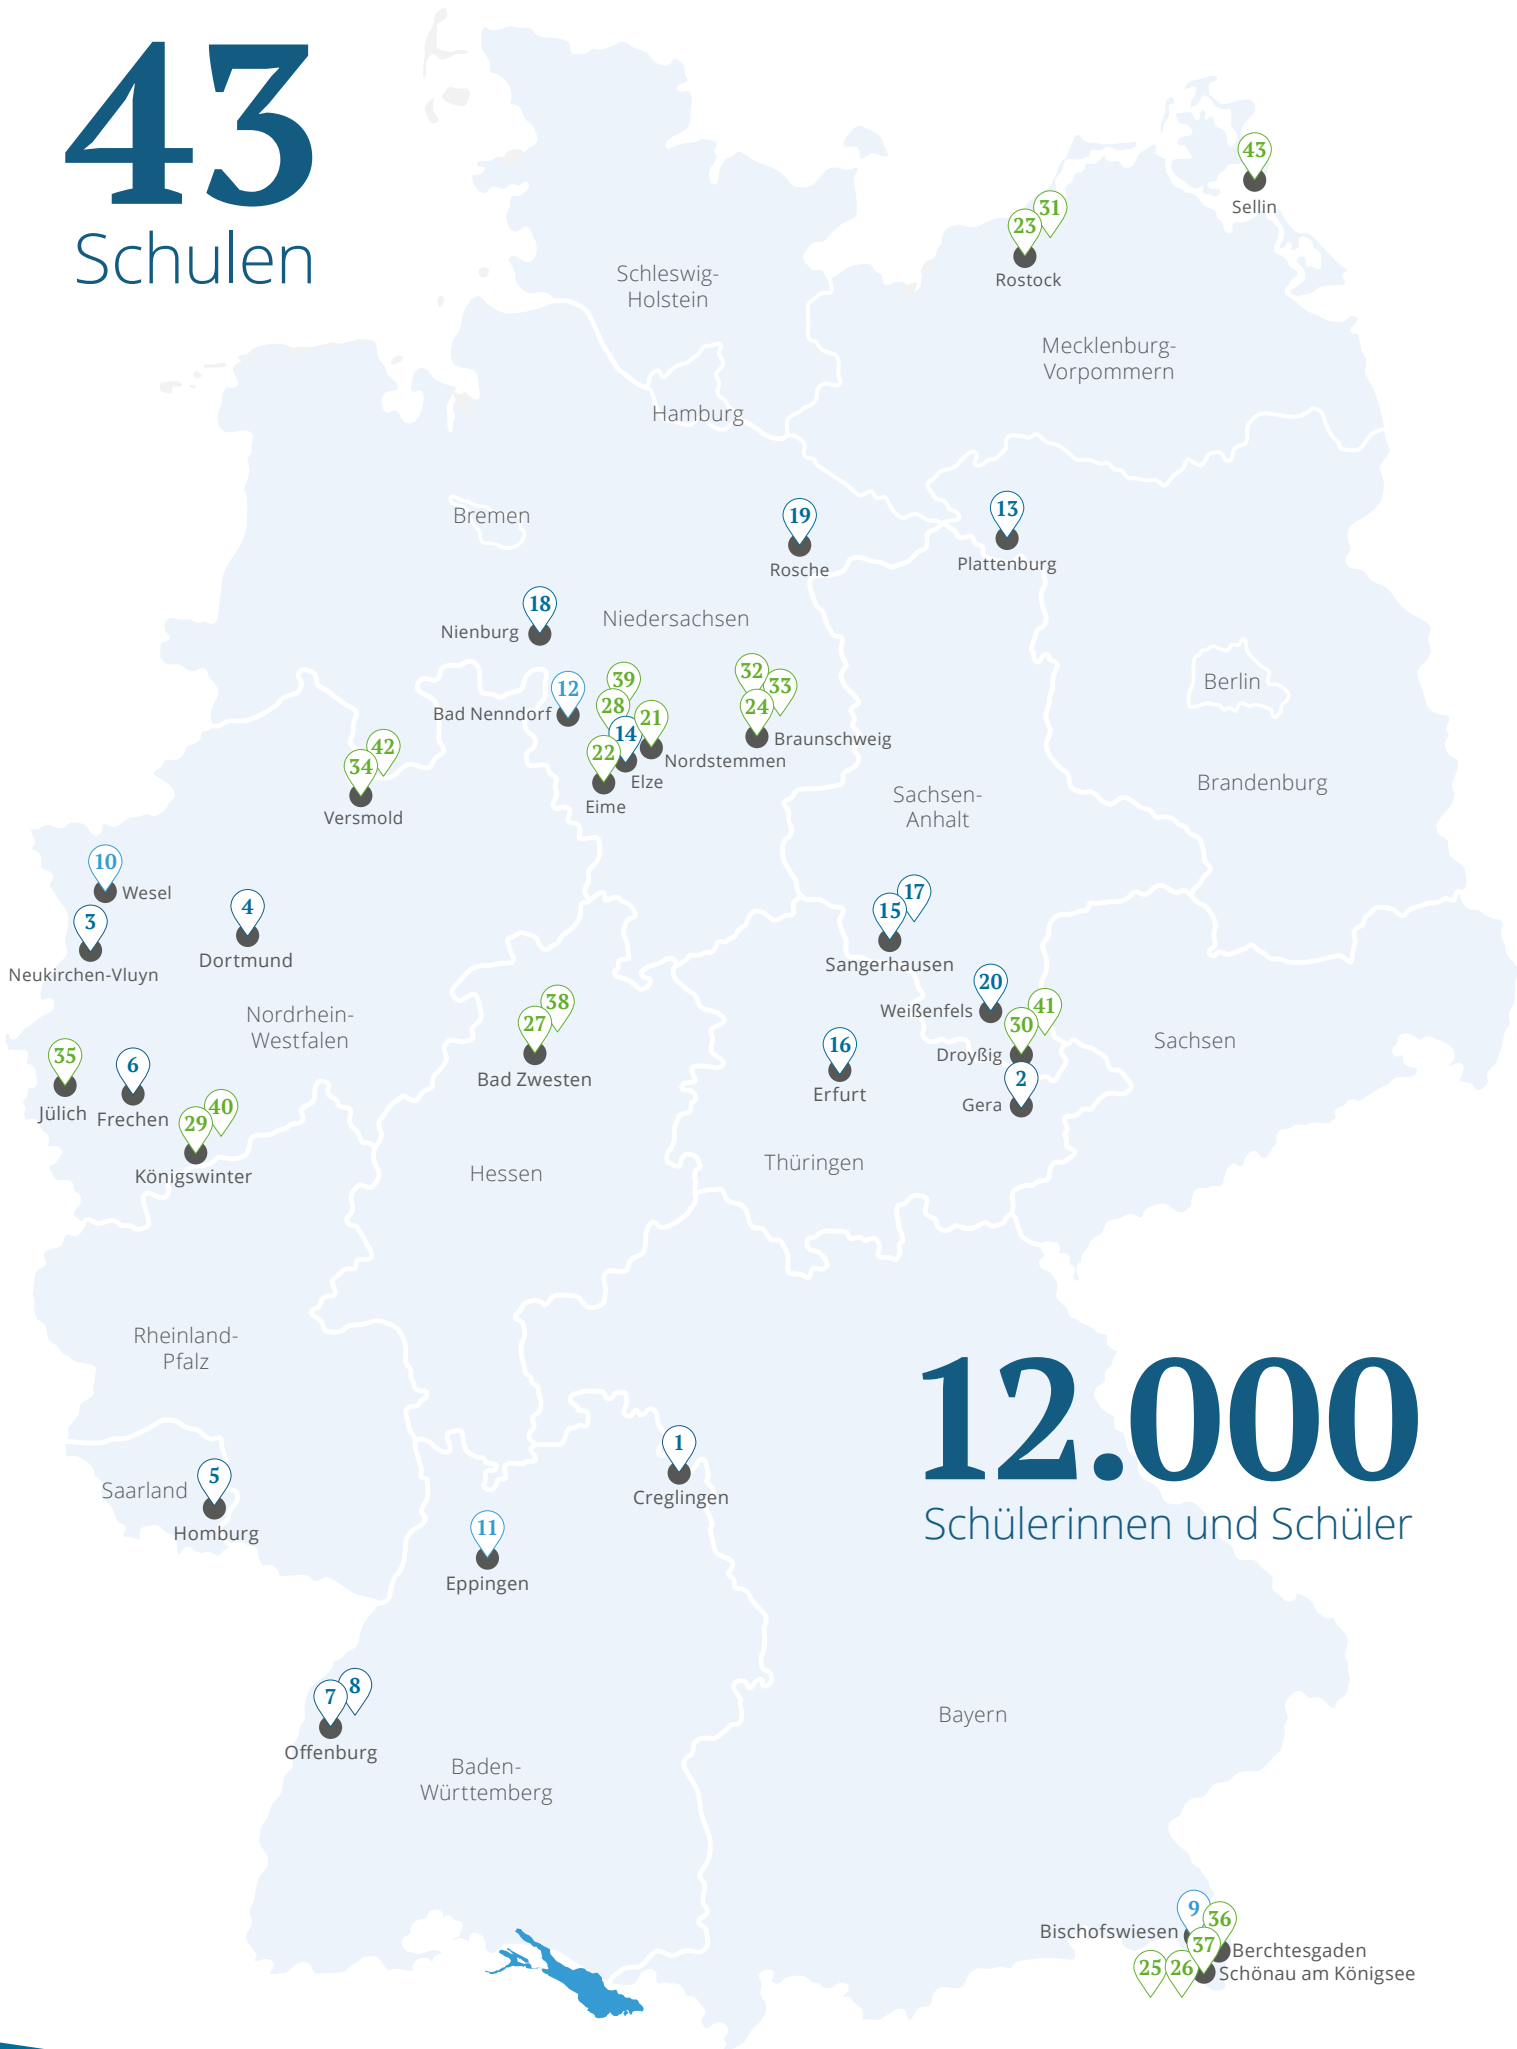 43
Schulen
43
Sellin
31
23
Rostock
Schleswig-
Holstein
Mecklenburg-
Vorpommern
Hamburg
Bremen
19
Rosche
13
Plattenburg
18
Nienburg
Niedersachsen
12
Bad Nenndorf
39
28
21
14
22
Nordstemmen
Elze
Eime
32
33
24
Braunschweig
Berlin
Brandenburg
42
34
Versmold
Sachsen-
Anhalt
10
Wesel
3
Neukirchen-Vluyn
4
Dortmund
17
15
Sangerhausen
20
Weißenfels
41
30
Droyßig
2
Gera
Nordrhein-
Westfalen
38
27
Bad Zwesten
16
Erfurt
Sachsen
35
Jülich
6
Frechen
40
29
Königswinter
Hessen
Thüringen
Rheinland-
Pfalz
12.000
Schülerinnen und Schüler
Saarland
5
Homburg
1
Creglingen
11
Eppingen
8
7
Offenburg
Baden-
Württemberg
Bayern
9
Bischofswiesen
36
37
Berchtesgaden
25
26
Schönau am Königsee